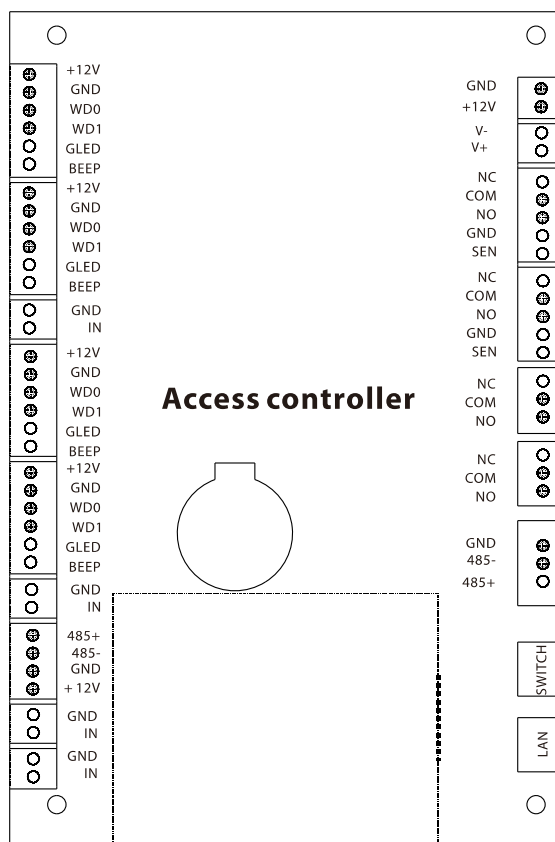 +12V
GND
WD0
WD1
GLED
BEEP
+12V
GND
WD0
WD1
GLED
BEEP
GND
IN
+12V
GND
WD0
WD1
GLED
BEEP
+12V
GND
WD0
WD1
GLED
BEEP
GND
IN
485+
485-
GND
+12V
GND
IN
GND
IN
Access controller
GND
+12V
V-
V+
NC
COM
NO
GND
SEN
NC
COM
NO
GND
SEN
NC
COM
NO
NC
COM
NO
GND
485-
485+
SWITCH
LAN